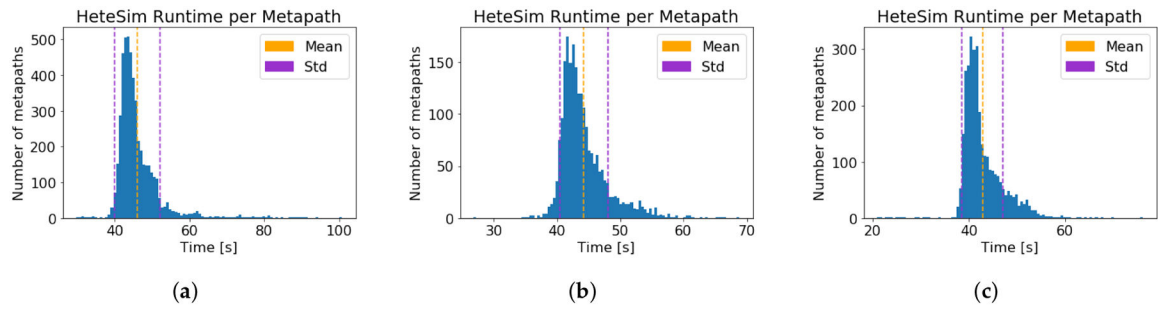 HeteSim Runtime per Metapath
Number of metapaths
500
400
300
200
100
0
40
60
80
100
Time [s]
Mean
Std
(a)
HeteSim Runtime per Metapath
Number of metapaths
150
100
50
0
30
40
50
60
70
Time [s]
Mean
Std
(b)
HeteSim Runtime per Metapath
Number of metapaths
300
200
100
0
20
40
60
Time [s]
Mean
Std
(c)